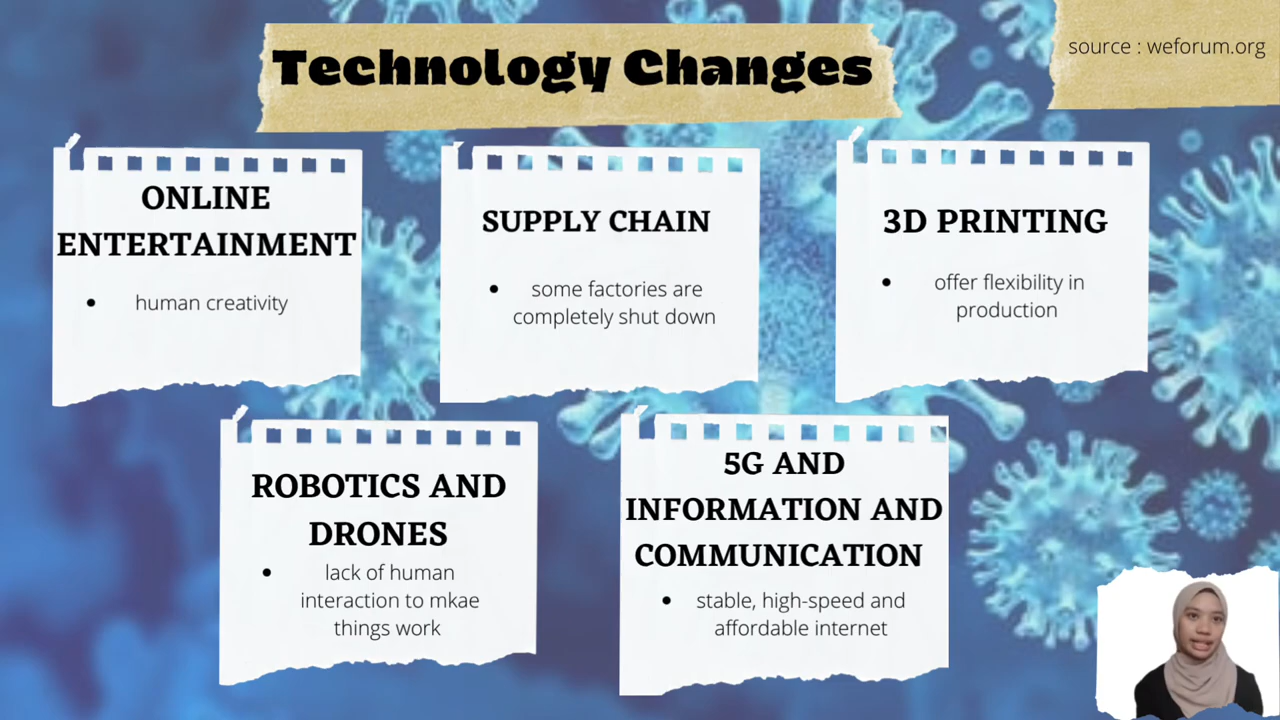 Technology Changes
source : weforum.org
ONLINE
ENTERTAINMENT
• human creativity
SUPPLY CHAIN
• some factories are
completely shut down
3D PRINTING
• offer flexibility in
production
ROBOTICS AND
DRONES
• lack of human
interaction to mkae
things work
5G AND
INFORMATION AND
COMMUNICATION
• stable, high-speed and
affordable internet